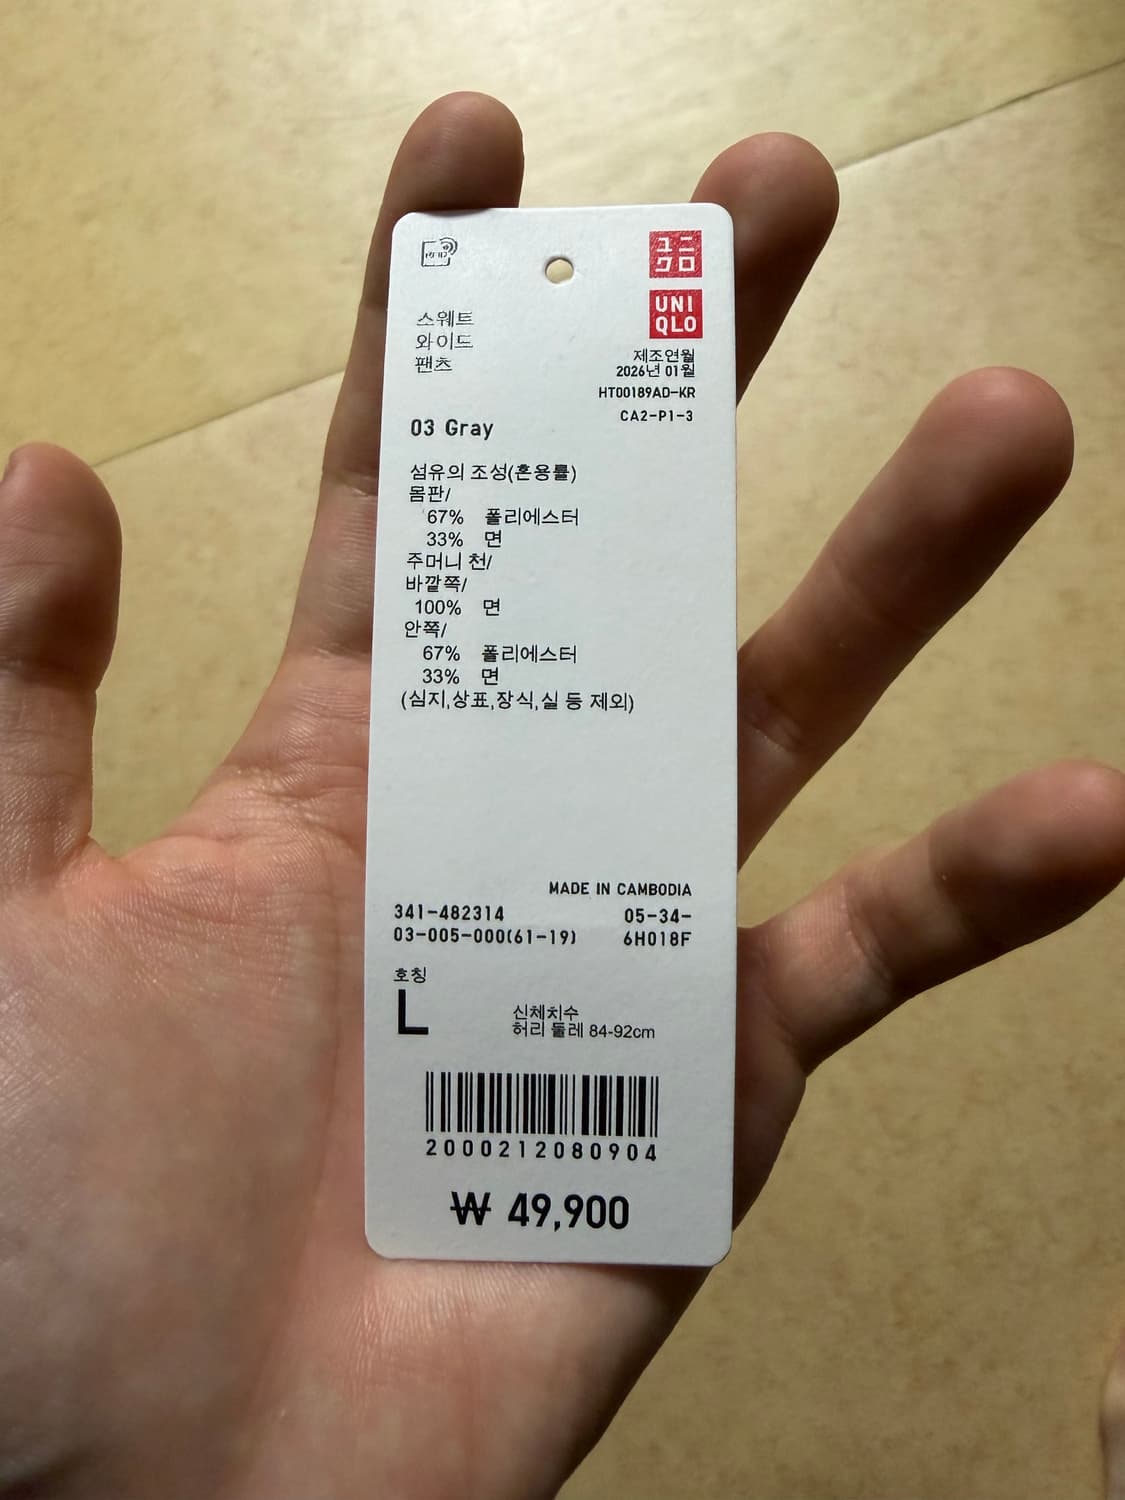 ユニ
クロ
UNI
QLO
스웨트
와이드
팬츠
제조연월
2026년 01월
HT00189AD-KR
CA2-P1-3
03 Gray
섬유의 조성(혼용률)
몸판/
67% 폴리에스터
33% 면
주머니 천/
바깥쪽/
100% 면
안쪽/
67% 폴리에스터
33% 면
(심지,상표,장식,실 등 제외)
MADE IN CAMBODIA
341-482314 05-34-
03-005-000(61-19) 6H018F
호칭
L
신체치수
허리 둘레 84-92cm
2000212080904
₩ 49,900